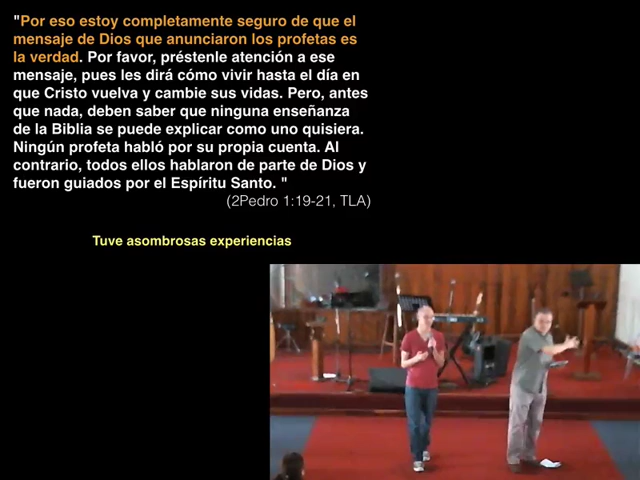 "Por eso estoy completamente seguro de que el
mensaje de Dios que anunciaron los profetas es
la verdad. Por favor, préstenle atención a ese
mensaje, pues les dirá cómo vivir hasta el día en
que Cristo vuelva y cambie sus vidas. Pero, antes
que nada, deben saber que ninguna enseñanza
de la Biblia se puede explicar como uno quisiera.
Ningún profeta habló por su propia cuenta. Al
contrario, todos ellos hablaron de parte de Dios y
fueron guiados por el Espíritu Santo. "
(2Pedro 1:19-21, TLA)
Tuve asombrosas experiencias